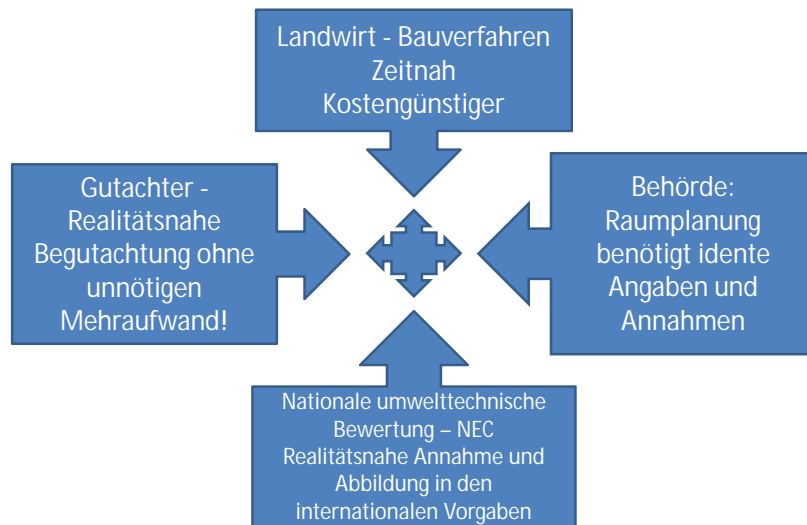 Landwirt - Bauverfahren
Zeitnah
Kostengünstiger
Gutachter -
Realitätsnahe
Begutachtung ohne
unnötigen
Mehraufwand!
Behörde:
Raumplanung
benötigt idente
Angaben und
Annahmen
Nationale umwelttechnische
Bewertung – NEC
Realitätsnahe Annahme und
Abbildung in den
internationalen Vorgaben